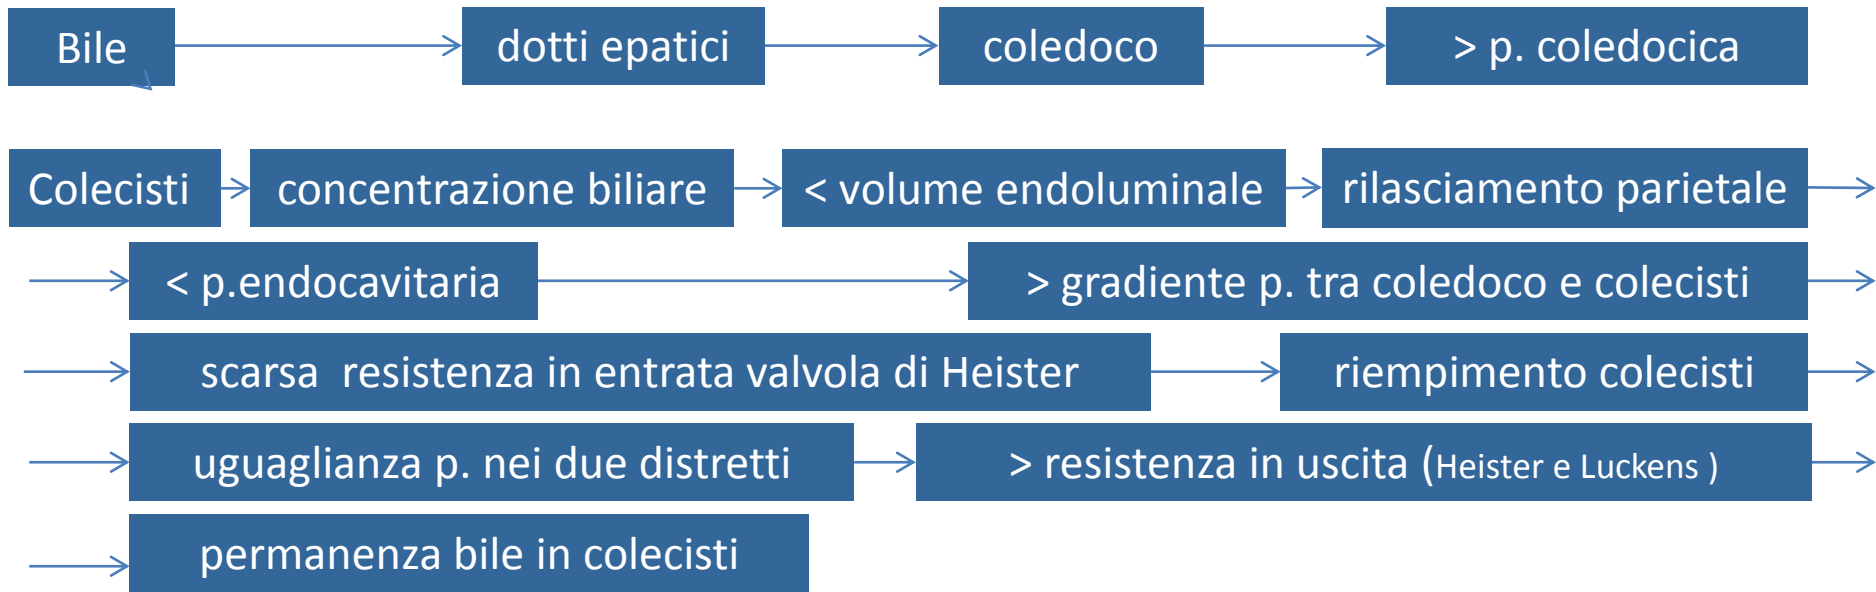 Bile dotti epatici coledoco > p. coledocica
Colecisti concentrazione biliare < volume endoluminale rilasciamento parietale
< p.endocavitaria > gradiente p. tra coledoco e colecisti
scarsa resistenza in entrata valvola di Heister riempimento colecisti
uguaglianza p. nei due distretti > resistenza in uscita (Heister e Luckens )
permanenza bile in colecisti